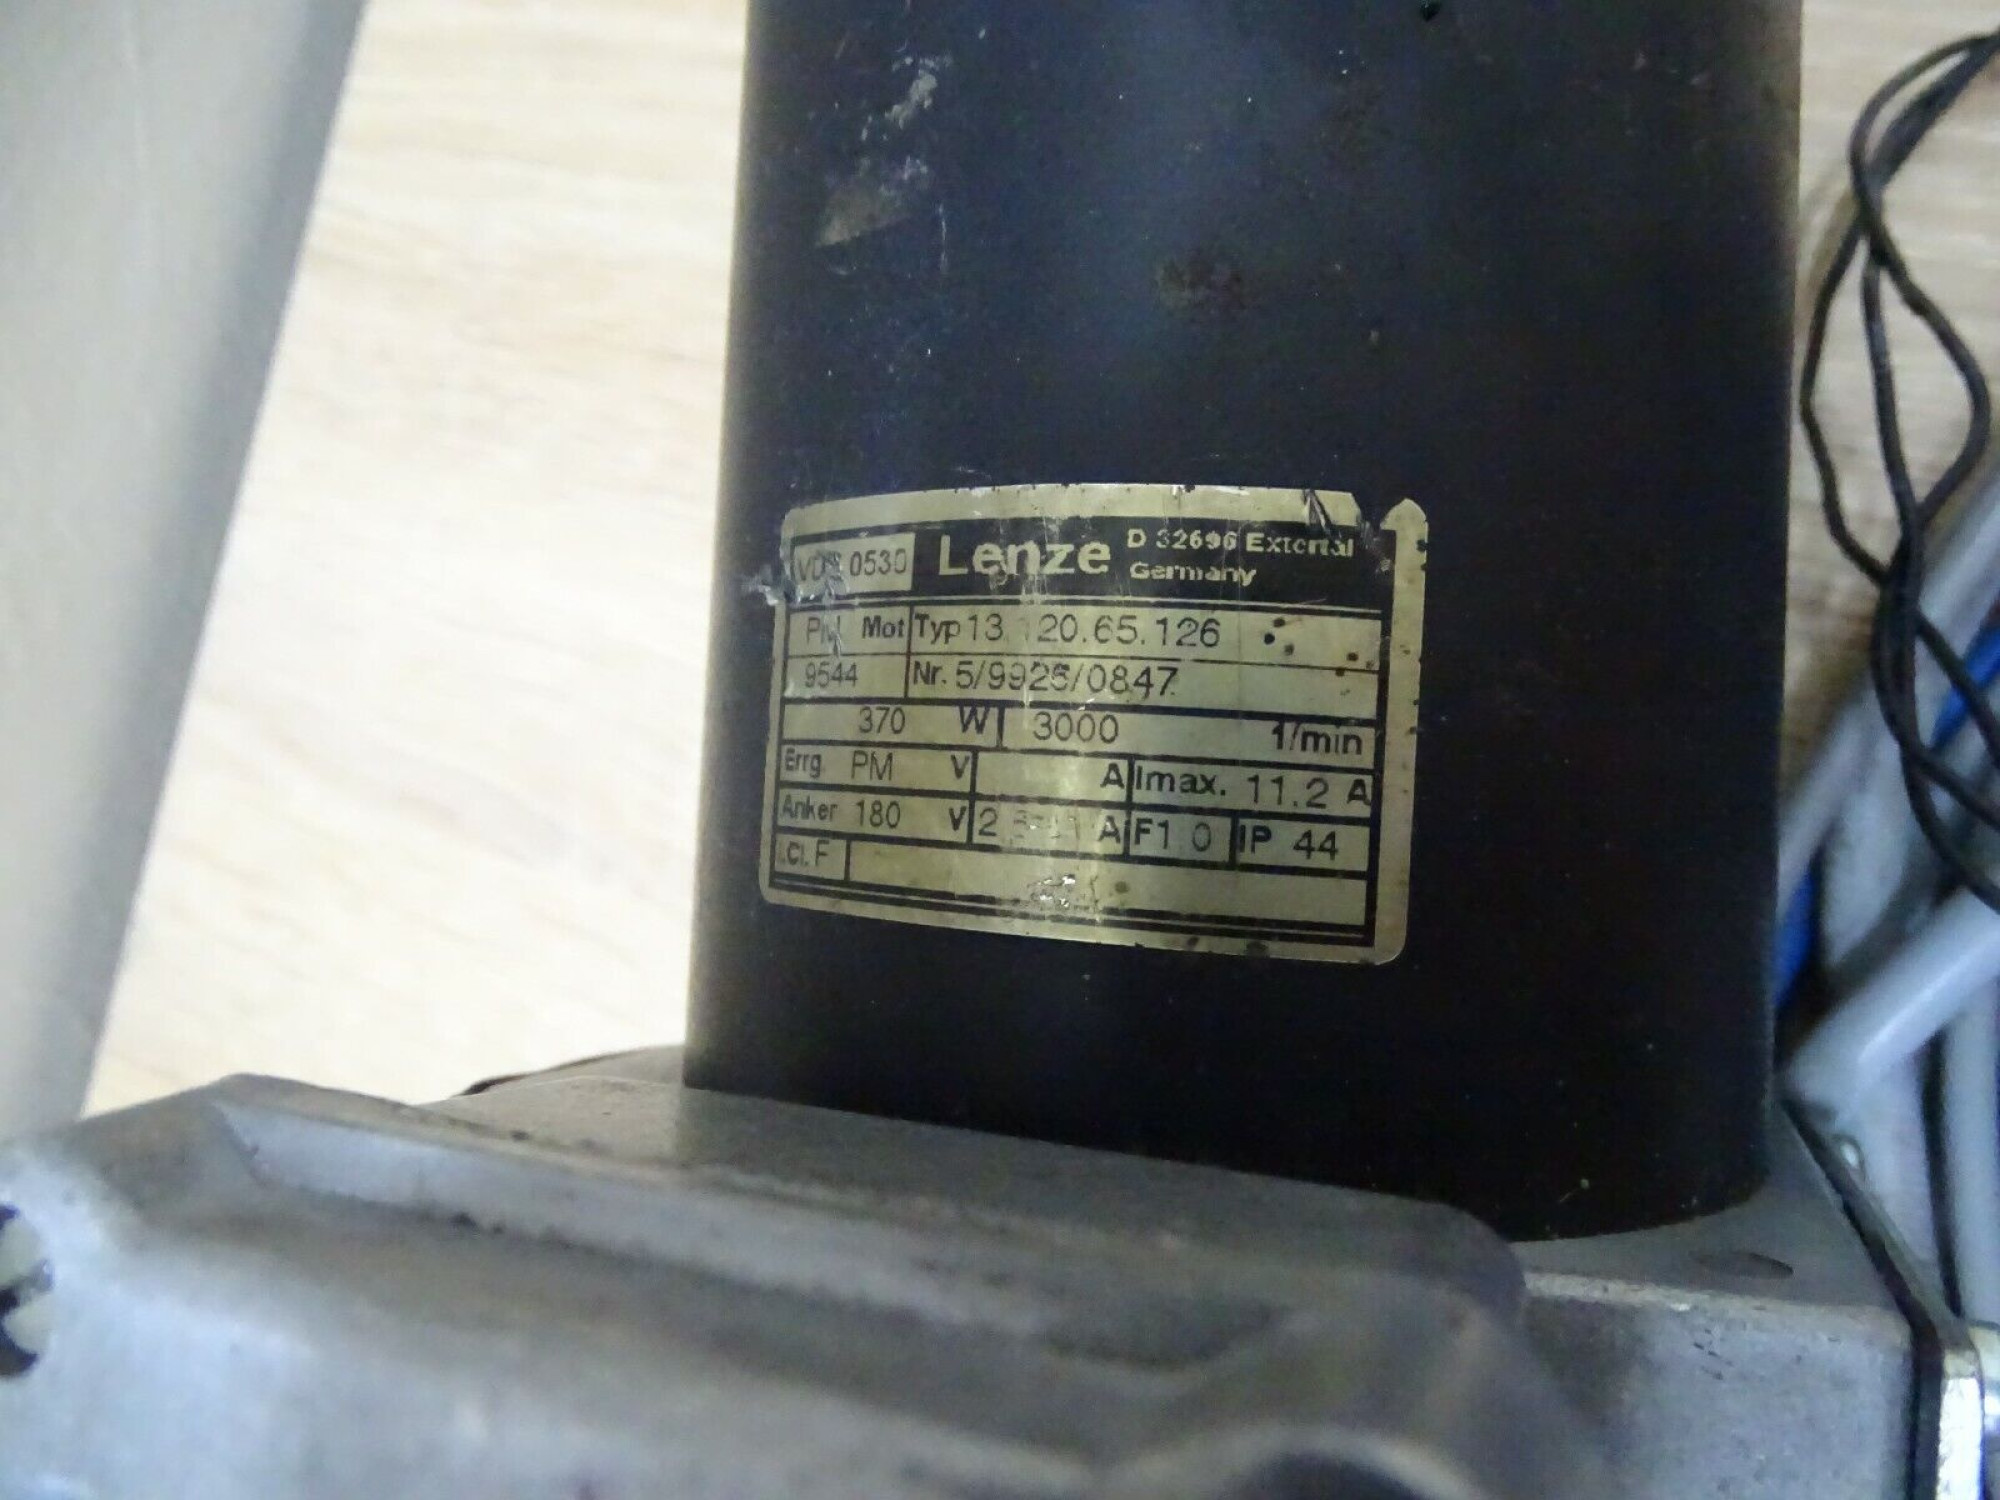 VDE 0530 Lenze D 32696 Extertal
Germany
PM Mot Typ 13.120.65.126
9544 Nr. 5/9926/0847
370 W 3000 1/min
Errg. PM V A Imax. 11.2 A
Anker 180 V A F1 0 IP 44
I.Cl. F